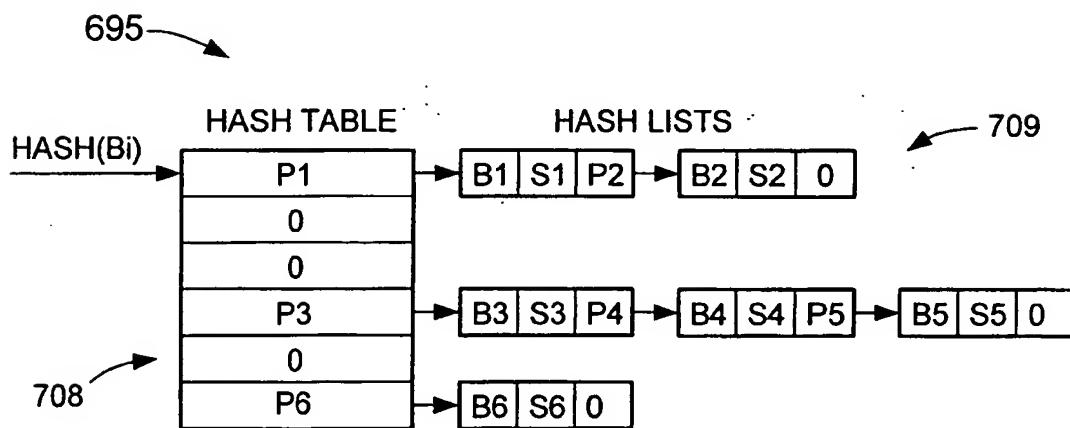 695
HASH TABLE HASH LISTS
709
HASH(Bi)
P1 B1 S1 P2 B2 S2 0
0
0
P3 B3 S3 P4 B4 S4 P5 B5 S5 0
0
708
P6 B6 S6 0